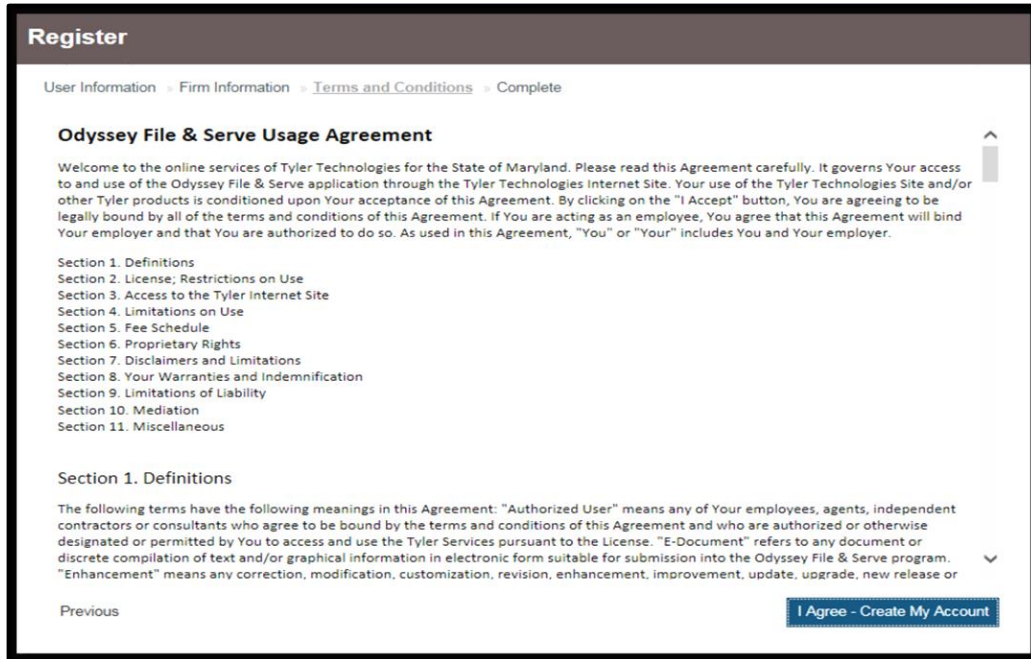 Register
User Information » Firm Information » Terms and Conditions » Complete
Odyssey File & Serve Usage Agreement
Welcome to the online services of Tyler Technologies for the State of Maryland. Please read this Agreement carefully. It governs Your access
to and use of the Odyssey File & Serve application through the Tyler Technologies Internet Site. Your use of the Tyler Technologies Site and/or
other Tyler products is conditioned upon Your acceptance of this Agreement. By clicking on the "I Accept" button, You are agreeing to be
legally bound by all of the terms and conditions of this Agreement. If You are acting as an employee, You agree that this Agreement will bind
Your employer and that You are authorized to do so. As used in this Agreement, "You" or "Your" includes You and Your employer.
Section 1. Definitions
Section 2. License; Restrictions on Use
Section 3. Access to the Tyler Internet Site
Section 4. Limitations on Use
Section 5. Fee Schedule
Section 6. Proprietary Rights
Section 7. Disclaimers and Limitations
Section 8. Your Warranties and Indemnification
Section 9. Limitations of Liability
Section 10. Mediation
Section 11. Miscellaneous
Section 1. Definitions
The following terms have the following meanings in this Agreement: "Authorized User" means any of Your employees, agents, independent
contractors or consultants who agree to be bound by the terms and conditions of this Agreement and who are authorized or otherwise
designated or permitted by You to access and use the Tyler Services pursuant to the License. "E-Document" refers to any document or
discrete compilation of text and/or graphical information in electronic form suitable for submission into the Odyssey File & Serve program.
"Enhancement" means any correction, modification, customization, revision, enhancement, improvement, update, upgrade, new release or
Previous
I Agree - Create My Account